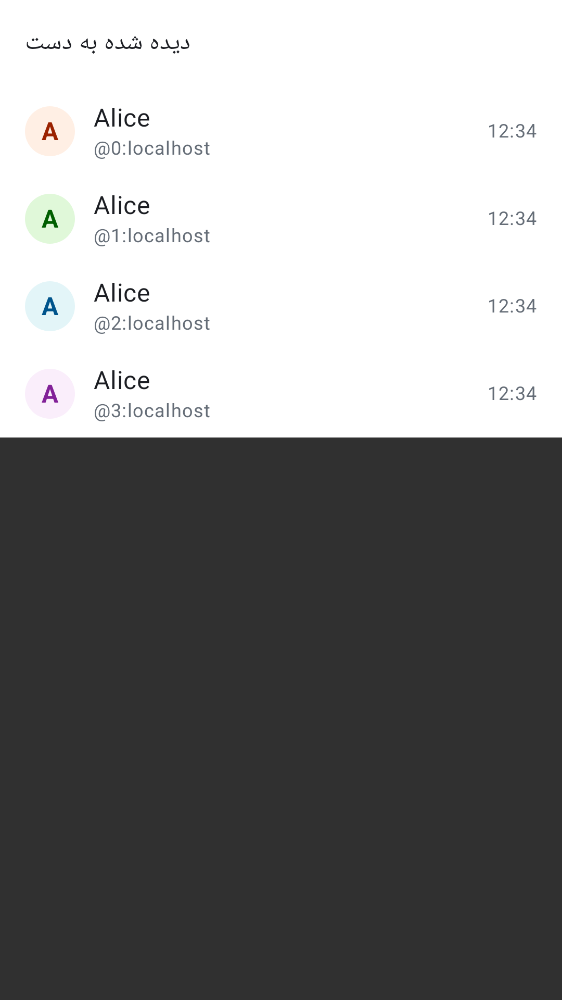 دیده شده به دست
A
Alice
@0:localhost
12:34
A
Alice
@1:localhost
12:34
A
Alice
@2:localhost
12:34
A
Alice
@3:localhost
12:34